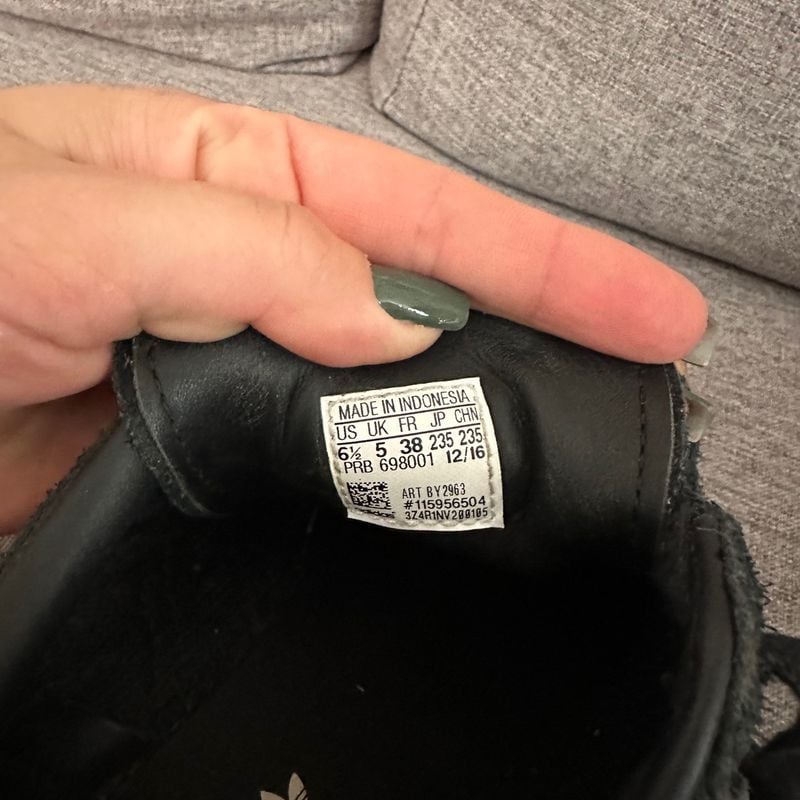 MADE IN INDONESIA
US UK FR JP CHN
6½ 5 38 235 235
PRB 698001 12/16
ART BY2963
#115956504
adidas 3Z4R1NV200105